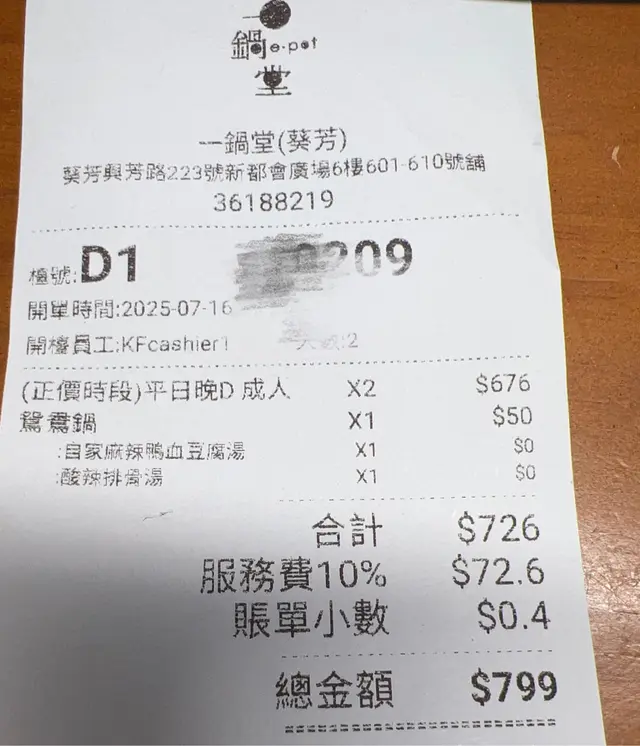 一
鍋e·pot
堂
一鍋堂(葵芳)
葵芳興芳路223號新都會廣場6樓601-610號舖
36188219
檯號:D1 0209
開單時間:2025-07-16
開檯員工:KFcashier1 人數:2
(正價時段)平日晚D 成人 X2 $676
鴛鴦鍋 X1 $50
:自家麻辣鴨血豆腐湯 X1 $0
:酸辣排骨湯 X1 $0
合計 $726
服務費10% $72.6
賬單小數 $0.4
總金額 $799